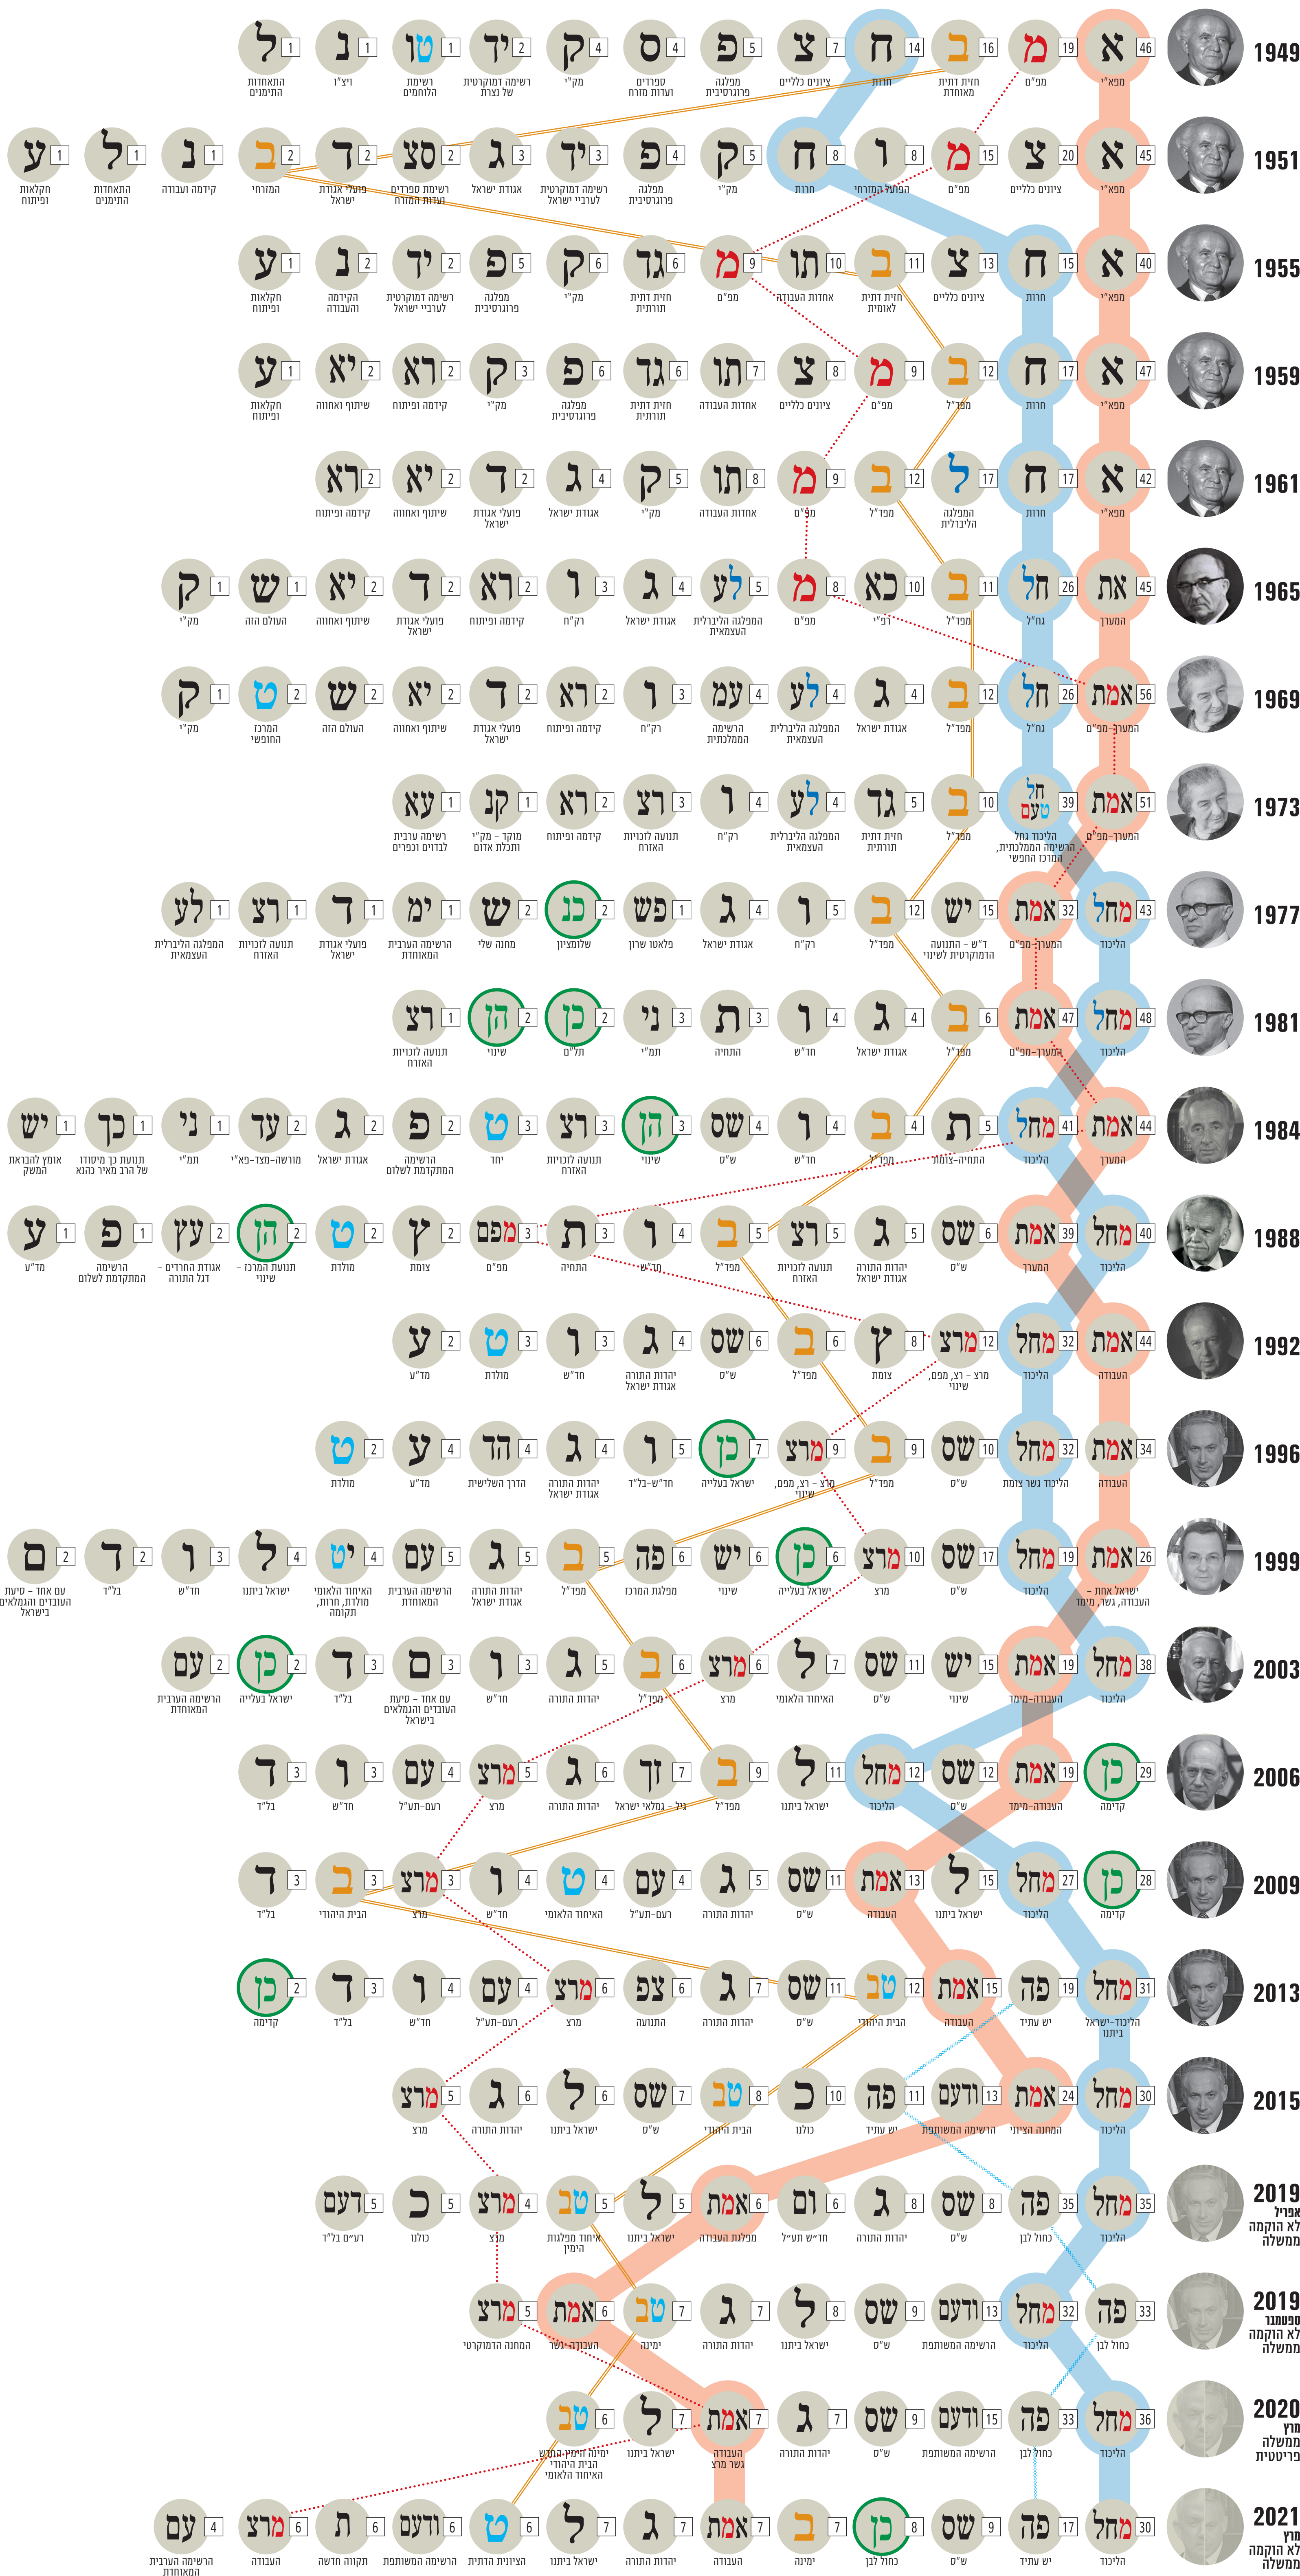 1949
46 א 19 מ 16 ב 14 ח 7 צ 5 פ 4 ס 4 ק 2 יד 1 טו 1 נ 1 ל
מפא"י מפ"ם חזית דתית חרות ציונים כלליים מפלגה ספרדים מק"י רשימה דמוקרטית רשימת ויצ"ו התאחדות
מאוחדת פרוגרסיבית ועדות מזרח של נצרת הלוחמים התימנים
1951
45 א 20 צ 15 מ 8 ו 8 ח 5 ק 4 פ 3 יד 3 ג 2 סצ 2 ד 2 ב 1 נ 1 ל 1 ע
מפא"י ציונים כלליים מפ"ם הפועל המזרחי חרות מק"י מפלגה רשימה דמוקרטית אגודת ישראל רשימת ספרדים פועלי אגודת המזרחי קידמה ועבודה התאחדות חקלאות
פרוגרסיבית לערביי ישראל ועדות המזרח ישראל התימנים ופיתוח
1955
40 א 15 ח 13 צ 11 ב 10 תו 9 מ 6 גד 6 ק 5 פ 2 יד 2 נ 1 ע
מפא"י חרות ציונים כלליים חזית דתית אחדות העבודה מפ"ם חזית דתית מק"י מפלגה רשימה דמוקרטית הקידמה חקלאות
לאומית תורתית פרוגרסיבית לערביי ישראל והעבודה ופיתוח
1959
47 א 17 ח 12 ב 9 מ 8 צ 7 תו 6 גד 6 פ 3 ק 2 רא 2 יא 1 ע
מפא"י חרות מפד"ל מפ"ם ציונים כלליים אחדות העבודה חזית דתית מפלגה מק"י קידמה ופיתוח שיתוף ואחווה חקלאות
תורתית פרוגרסיבית ופיתוח
1961
42 א 17 ח 17 ל 12 ב 9 מ 8 תו 5 ק 4 ג 2 ד 2 יא 2 רא
מפא"י חרות המפלגה מפד"ל מפ"ם אחדות העבודה מק"י אגודת ישראל פועלי אגודת שיתוף ואחווה קידמה ופיתוח
הליברלית ישראל
1965
45 את 26 חל 11 ב 10 כא 8 מ 5 לע 4 ג 3 ו 2 רא 2 ד 2 יא 1 ש 1 ק
המערך גח"ל מפד"ל רפ"י מפ"ם המפלגה הליברלית אגודת ישראל רק"ח קידמה ופיתוח פועלי אגודת שיתוף ואחווה העולם הזה מק"י
העצמאית ישראל
1969
56 אמת 26 חל 12 ב 4 ג 4 לע 4 עמ 3 ו 2 רא 2 ד 2 יא 2 ש 2 ט 1 ק
המערך-מפ"ם גח"ל מפד"ל אגודת ישראל המפלגה הליברלית הרשימה רק"ח קידמה ופיתוח פועלי אגודת שיתוף ואחווה העולם הזה המרכז מק"י
העצמאית הממלכתית ישראל החופשי
1973
51 אמת 39 חל טעם 10 ב 5 גד 4 לע 4 ו 3 רצ 2 רא 1 קנ 1 עא
המערך-מפ"ם הליכוד גחל מפד"ל חזית דתית המפלגה הליברלית רק"ח תנועה לזכויות קידמה ופיתוח מוקד - מק"י רשימה ערבית
הרשימה הממלכתית, תורתית העצמאית האזרח ותכלת אדום לבדוים וכפרים
המרכז החפשי
1977
43 מחל 32 אמת 15 יש 12 ב 5 ו 4 ג 1 פש 2 כנ 2 ש 1 ימ 1 ד 1 רצ 1 לע
הליכוד המערך-מפ"ם ד"ש - התנועה מפד"ל רק"ח אגודת ישראל פלאטו שרון שלומציון מחנה שלי הרשימה הערבית פועלי אגודת תנועה לזכויות המפלגה הליברלית
הדמוקרטית לשינוי המאוחדת ישראל האזרח העצמאית
1981
48 מחל 47 אמת 6 ב 4 ג 4 ו 3 ת 3 ני 2 כן 2 הן 1 רצ
הליכוד המערך-מפ"ם מפד"ל אגודת ישראל חד"ש התחיה תמ"י תל"ם שינוי תנועה לזכויות
האזרח
1984
44 אמת 41 מחל 5 ת 4 ב 4 ו 4 שס 3 הן 3 רצ 3 ט 2 פ 2 ג 2 עד 1 ני 1 כך 1 יש
המערך הליכוד התחיה-צומת מפד"ל חד"ש ש"ס שינוי תנועה לזכויות יחד הרשימה אגודת ישראל מורשה-מצד-פא"י תמ"י תנועת כך מיסודו אומץ להבראת
האזרח המתקדמת לשלום של הרב מאיר כהנא המשק
1988
40 מחל 39 אמת 6 שס 5 ג 5 רצ 5 ב 4 ו 3 ת 3 מפם 2 ץ 2 ט 2 הן 2 עץ 1 פ 1 ע
הליכוד המערך ש"ס יהדות התורה תנועה לזכויות מפד"ל חד"ש התחיה מפ"ם צומת מולדת תנועת המרכז - אגודת החרדים - הרשימה מד"ע
אגודת ישראל האזרח שינוי דגל התורה המתקדמת לשלום
1992
44 אמת 32 מחל 12 מרצ 8 ץ 6 ב 6 שס 4 ג 3 ו 3 ט 2 ע
העבודה הליכוד מרצ - רצ, מפם, צומת מפד"ל ש"ס יהדות התורה חד"ש מולדת מד"ע
שינוי אגודת ישראל
1996
34 אמת 32 מחל 10 שס 9 ב 9 מרצ 7 כן 5 ו 4 ג 4 הד 4 ע 2 ט
העבודה הליכוד גשר צומת ש"ס מפד"ל מרצ - רצ, מפם, ישראל בעלייה חד"ש-בל"ד יהדות התורה הדרך השלישית מד"ע מולדת
שינוי אגודת ישראל
1999
26 אמת 19 מחל 17 שס 10 מרצ 6 כן 6 יש 6 פה 5 ב 5 ג 5 עם 4 יט 4 ל 3 ו 2 ד 2 ם
ישראל אחת - הליכוד ש"ס מרצ ישראל בעלייה שינוי מפלגת המרכז מפד"ל יהדות התורה הרשימה הערבית האיחוד הלאומי ישראל ביתנו חד"ש בל"ד עם אחד - סיעת
העבודה, גשר, מימד אגודת ישראל המאוחדת מולדת, חרות, העובדים והגמלאים
תקומה בישראל
2003
38 מחל 19 אמת 15 יש 11 שס 7 ל 6 מרצ 6 ב 5 ג 3 ו 3 ם 3 ד 2 כן 2 עם
הליכוד העבודה-מימד שינוי ש"ס האיחוד הלאומי מרצ מפד"ל יהדות התורה חד"ש עם אחד - סיעת בל"ד ישראל בעלייה הרשימה הערבית
העובדים והגמלאים המאוחדת
בישראל
2006
29 כן 19 אמת 12 שס 12 מחל 11 ל 9 ב 7 זך 6 ג 5 מרצ 4 עם 3 ו 3 ד
קדימה העבודה-מימד ש"ס הליכוד ישראל ביתנו מפד"ל גיל - גמלאי ישראל יהדות התורה מרצ רעם-תע"ל חד"ש בל"ד
2009
28 כן 27 מחל 15 ל 13 אמת 11 שס 5 ג 4 עם 4 ט 4 ו 3 מרצ 3 ב 3 ד
קדימה הליכוד ישראל ביתנו העבודה ש"ס יהדות התורה רעם-תע"ל האיחוד הלאומי חד"ש מרצ הבית היהודי בל"ד
2013
31 מחל 19 פה 15 אמת 12 טב 11 שס 7 ג 6 צפ 6 מרצ 4 עם 4 ו 3 ד 2 כן
הליכוד-ישראל יש עתיד העבודה הבית היהודי ש"ס יהדות התורה התנועה מרצ רעם-תע"ל חד"ש בל"ד קדימה
ביתנו
2015
30 מחל 24 אמת 13 ודעם 11 פה 10 כ 8 טב 7 שס 6 ל 6 ג 5 מרצ
הליכוד המחנה הציוני הרשימה המשותפת יש עתיד כולנו הבית היהודי ש"ס ישראל ביתנו יהדות התורה מרצ
2019
אפריל
לא הוקמה
ממשלה
35 מחל 35 פה 8 שס 8 ג 6 ום 6 אמת 5 ל 5 טב 4 מרצ 5 כ 5 דעם
הליכוד כחול לבן ש"ס יהדות התורה חד"ש תע"ל מפלגת העבודה ישראל ביתנו איחוד מפלגות מרצ כולנו רע"ם בל"ד
הימין
2019
ספטמבר
לא הוקמה
ממשלה
33 פה 32 מחל 13 ודעם 9 שס 8 ל 7 ג 7 טב 6 אמת 5 מרצ
כחול לבן הליכוד הרשימה המשותפת ש"ס ישראל ביתנו יהדות התורה ימינה העבודה-גשר המחנה הדמוקרטי
2020
מרץ
ממשלה
פריטטית
36 מחל 33 פה 15 ודעם 9 שס 7 ג 7 אמת 7 ל 6 טב
הליכוד כחול לבן הרשימה המשותפת ש"ס יהדות התורה העבודה ישראל ביתנו ימינה הימין החדש
גשר מרצ הבית היהודי
האיחוד הלאומי
2021
מרץ
לא הוקמה
ממשלה
30 מחל 17 פה 9 שס 8 כן 7 ב 7 אמת 7 ג 7 ל 6 ט 6 ודעם 6 ת 6 מרצ 4 עם
הליכוד יש עתיד ש"ס כחול לבן ימינה העבודה יהדות התורה ישראל ביתנו הציונית הדתית הרשימה המשותפת תקווה חדשה העבודה הרשימה הערבית
המאוחדת